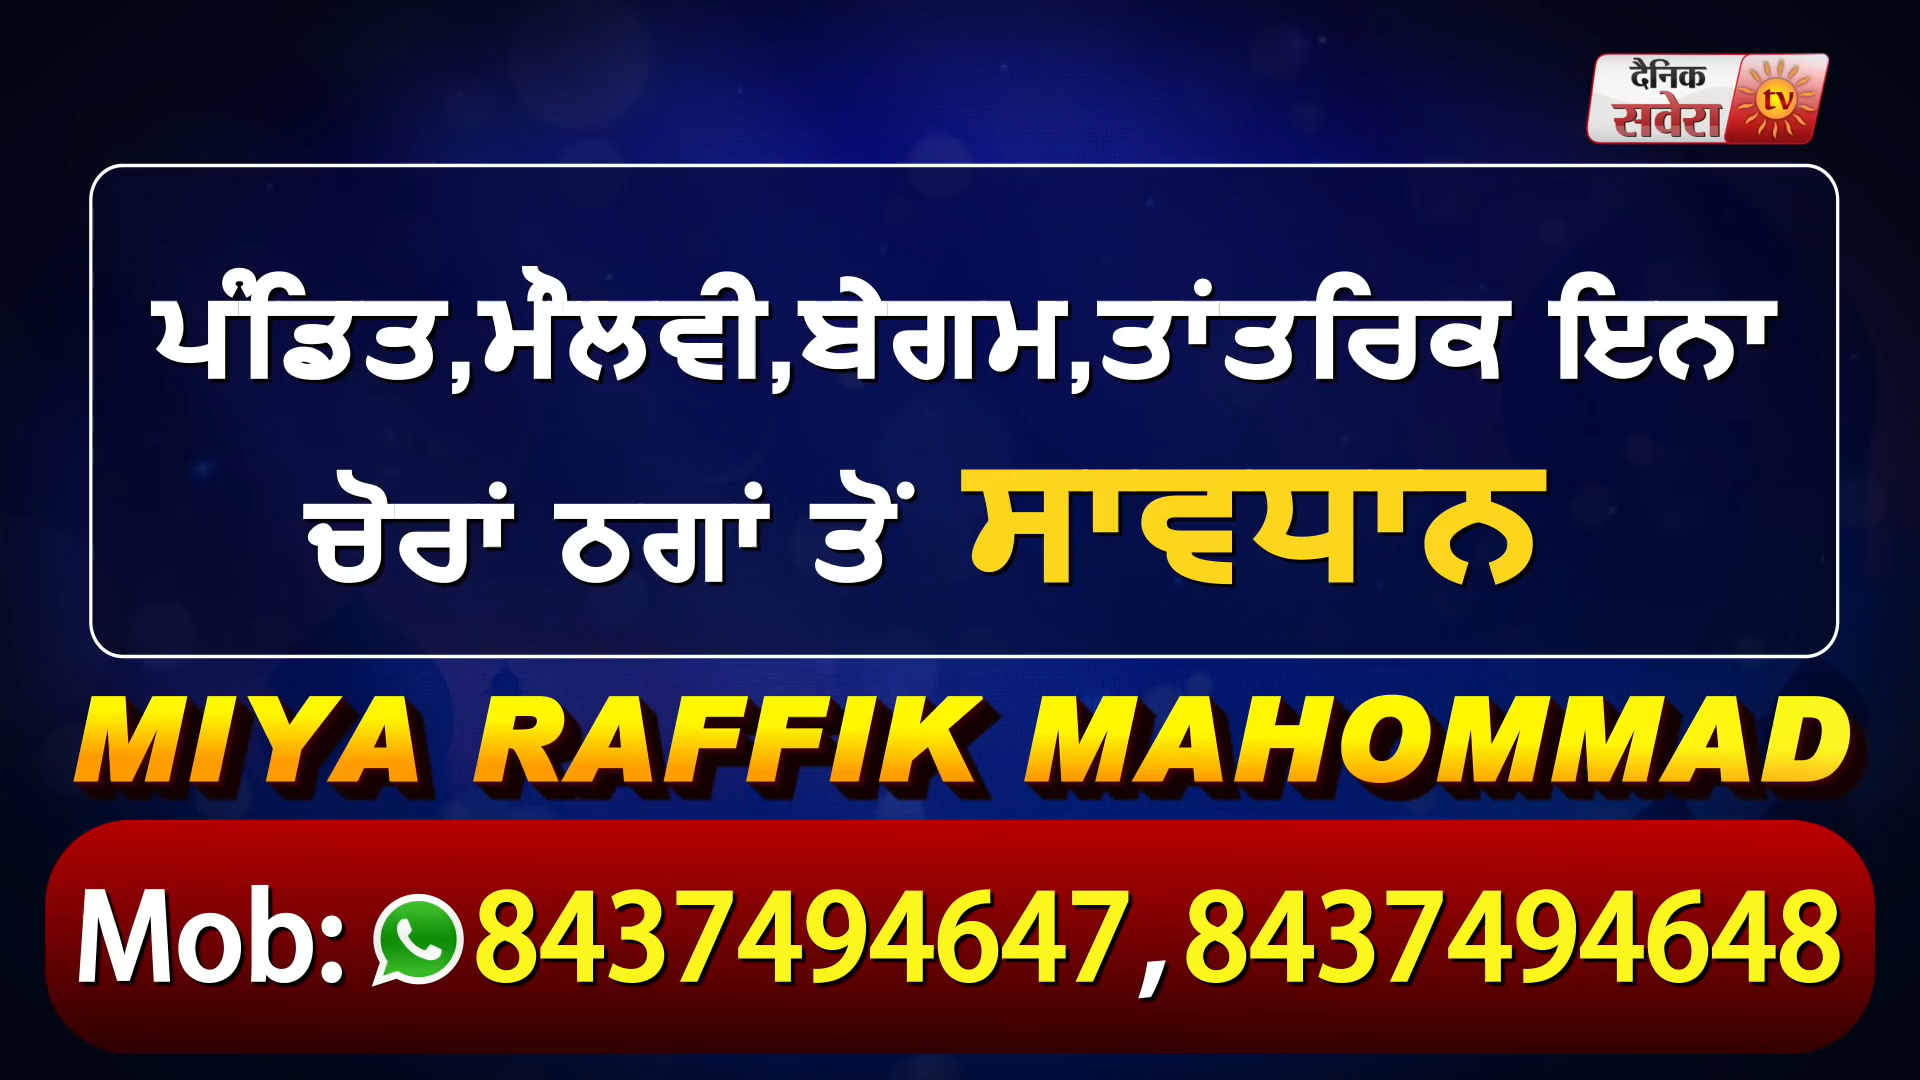 दैनिक
सवेरा tv
ਪੰਡਿਤ,ਮੌਲਵੀ,ਬੇਗਮ,ਤਾਂਤਰਿਕ ਇਨਾ
ਚੋਰਾਂ ਠਗਾਂ ਤੋਂ ਸਾਵਧਾਨ
MIYA RAFFIK MAHOMMAD
Mob: 8437494647,8437494648